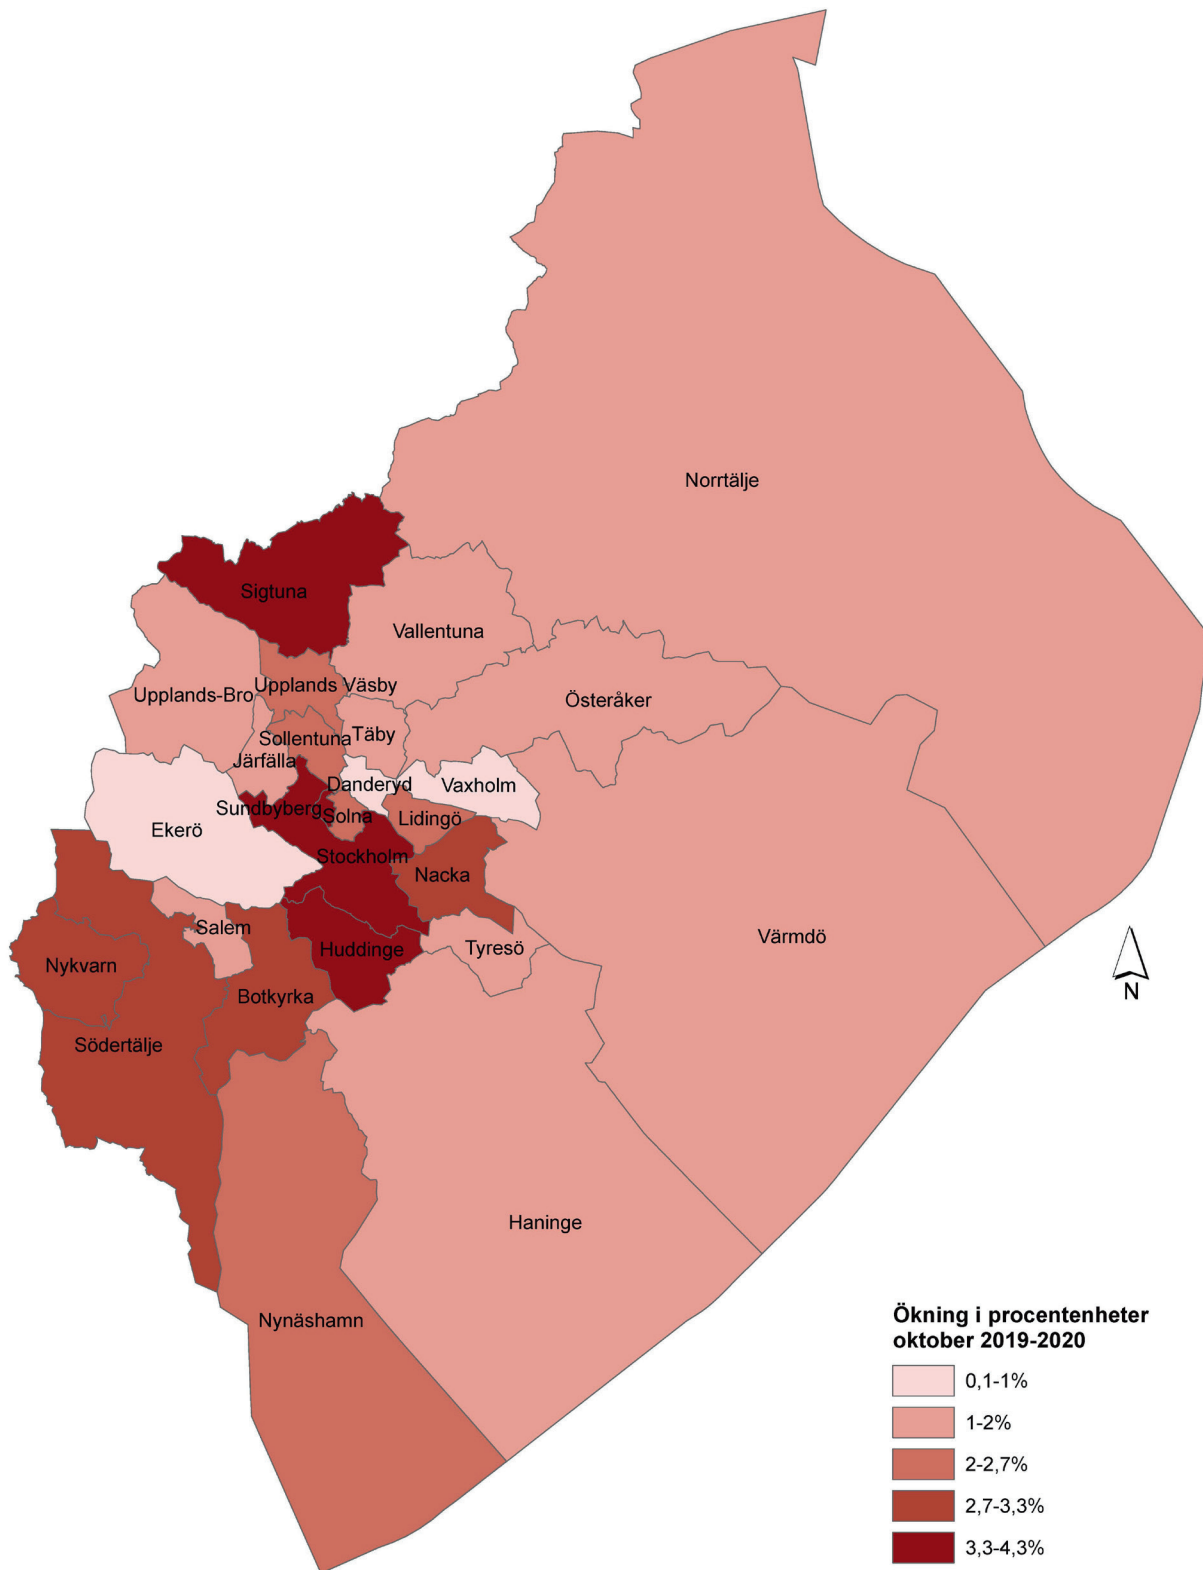 Norrtälje
Sigtuna
Vallentuna
Upplands-Bro
Upplands Väsby
Österåker
Täby
Sollentuna
Järfälla
Danderyd
Vaxholm
Sundbyberg
Solna
Lidingö
Ekerö
Stockholm
Nacka
Salem
Huddinge
Tyresö
Värmdö
Nykvarn
Botkyrka
Södertälje
N
Haninge
Nynäshamn
Ökning i procentenheter
oktober 2019-2020
0,1-1%
1-2%
2-2,7%
2,7-3,3%
3,3-4,3%